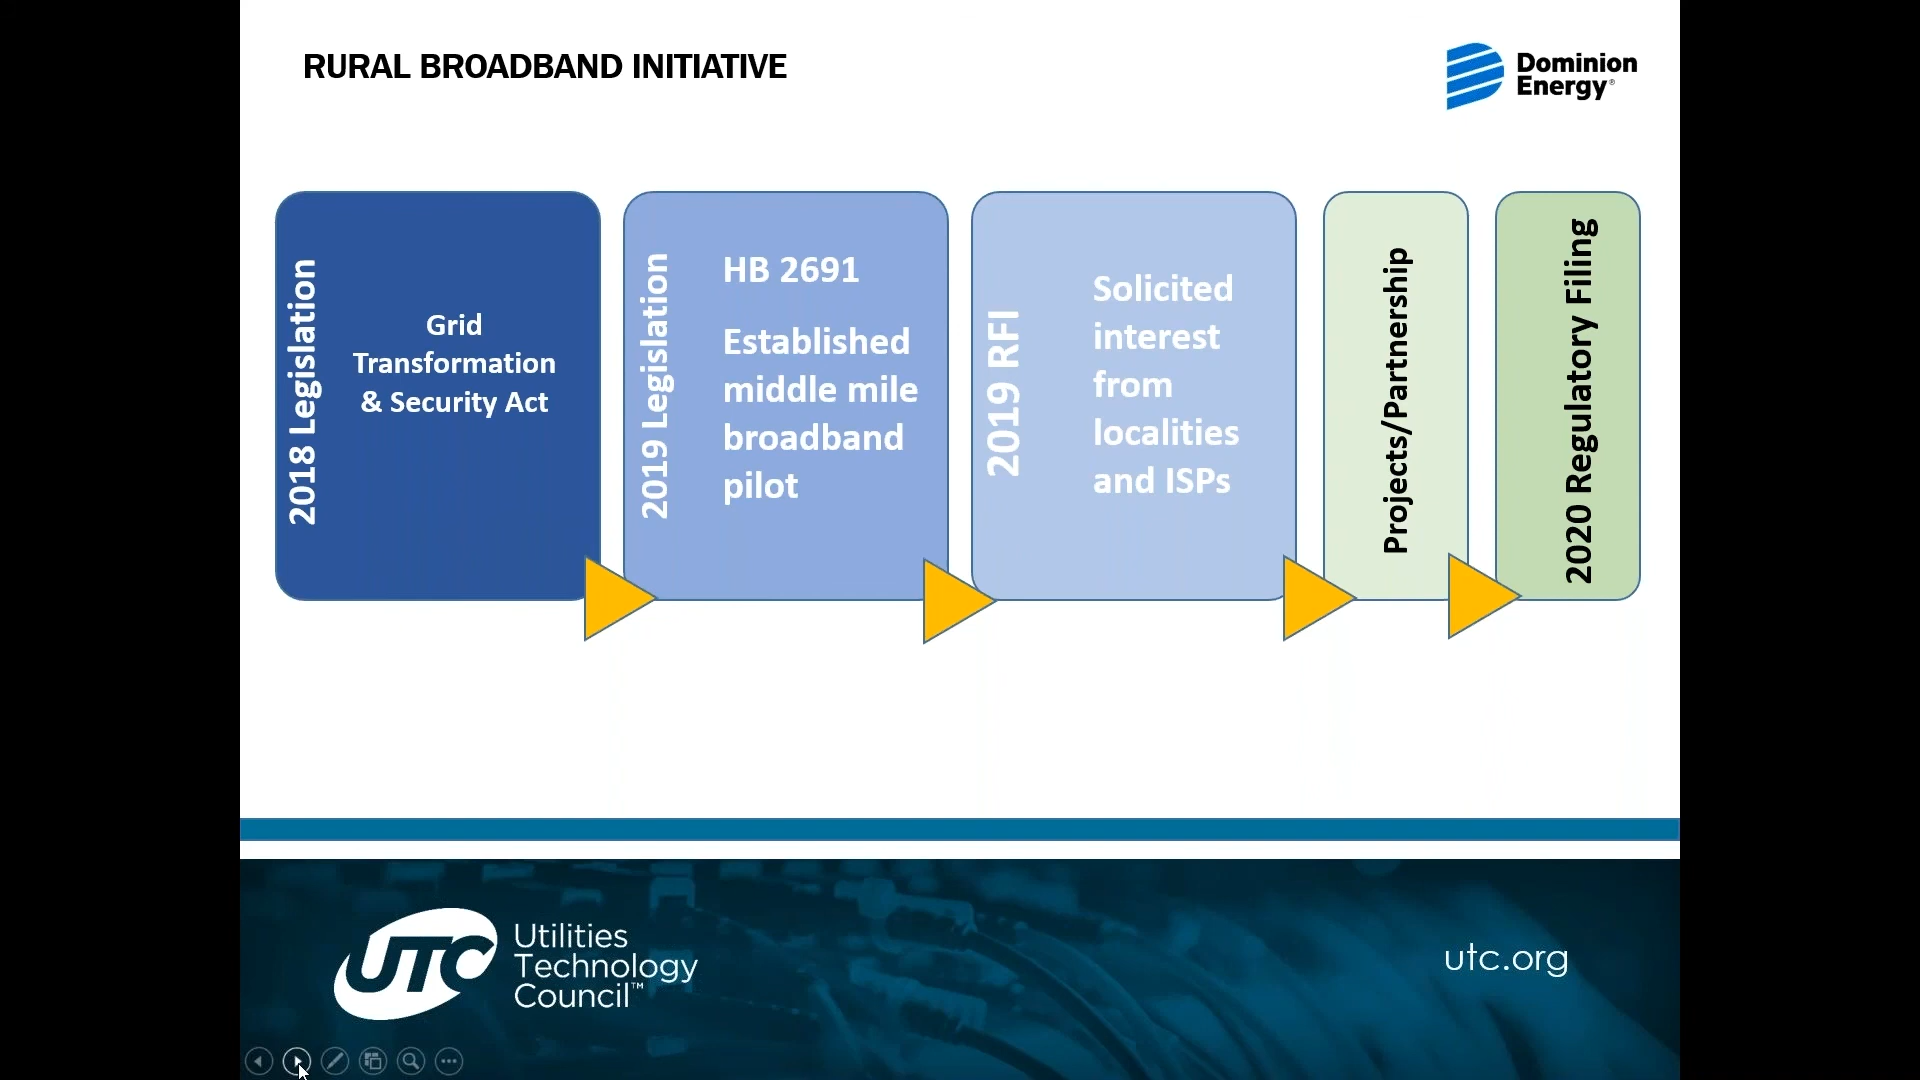 RURAL BROADBAND INITIATIVE
Dominion
Energy®
2018 Legislation
Grid
Transformation
& Security Act
2019 Legislation
HB 2691
Established
middle mile
broadband
pilot
2019 RFI
Solicited
interest
from
localities
and ISPs
Projects/Partnership
2020 Regulatory Filing
UTC
Utilities
Technology
Council™
utc.org